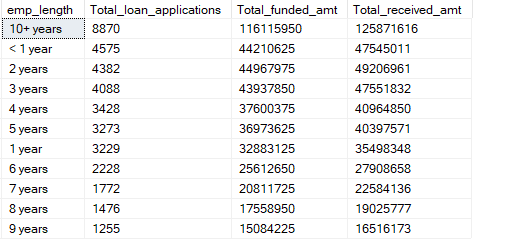 emp_length Total_loan_applications Total_funded_amt Total_received_amt
10+ years 8870 116115950 125871616
< 1 year 4575 44210625 47545011
2 years 4382 44967975 49206961
3 years 4088 43937850 47551832
4 years 3428 37600375 40964850
5 years 3273 36973625 40397571
1 year 3229 32883125 35498348
6 years 2228 25612650 27908658
7 years 1772 20811725 22584136
8 years 1476 17558950 19025777
9 years 1255 15084225 16516173